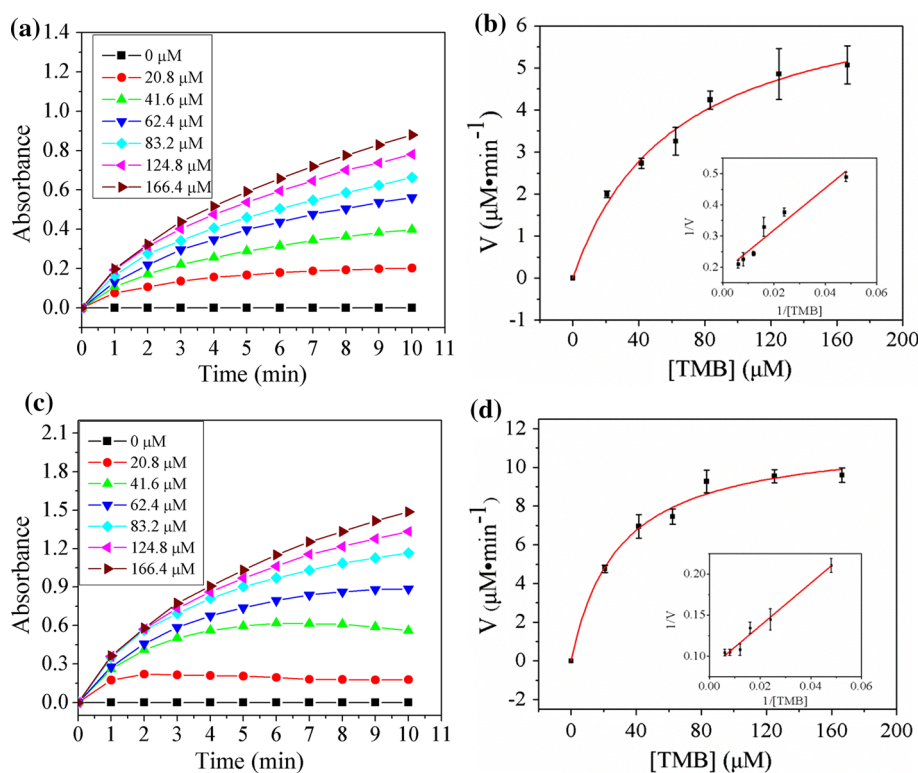 (a)
1.4
1.2
1.0
0.8
0.6
0.4
0.2
0.0
Absorbance
0 μM
20.8 μM
41.6 μM
62.4 μM
83.2 μM
124.8 μM
166.4 μM
0 1 2 3 4 5 6 7 8 9 10 11
Time (min)
(b)
6
5
4
3
2
1
0
-1
V (μM•min⁻¹)
0.5
0.4
0.3
0.2
1/V
0.00 0.02 0.04 0.06
1/[TMB]
0 40 80 120 160 200
[TMB] (μM)
(c)
2.1
1.8
1.5
1.2
0.9
0.6
0.3
0.0
Absorbance
0 μM
20.8 μM
41.6 μM
62.4 μM
83.2 μM
124.8 μM
166.4 μM
0 1 2 3 4 5 6 7 8 9 10 11
Time (min)
(d)
12
10
8
6
4
2
0
-2
V (μM•min⁻¹)
0.20
0.15
0.10
1/V
0.00 0.02 0.04 0.06
1/[TMB]
0 40 80 120 160 200
[TMB] (μM)